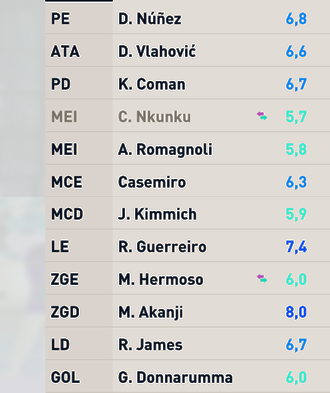 PE D. Núñez 6,8
ATA D. Vlahović 6,6
PD K. Coman 6,7
MEI C. Nkunku 5,7
MEI A. Romagnoli 5,8
MCE Casemiro 6,3
MCD J. Kimmich 5,9
LE R. Guerreiro 7,4
ZGE M. Hermoso 6,0
ZGD M. Akanji 8,0
LD R. James 6,7
GOL G. Donnarumma 6,0